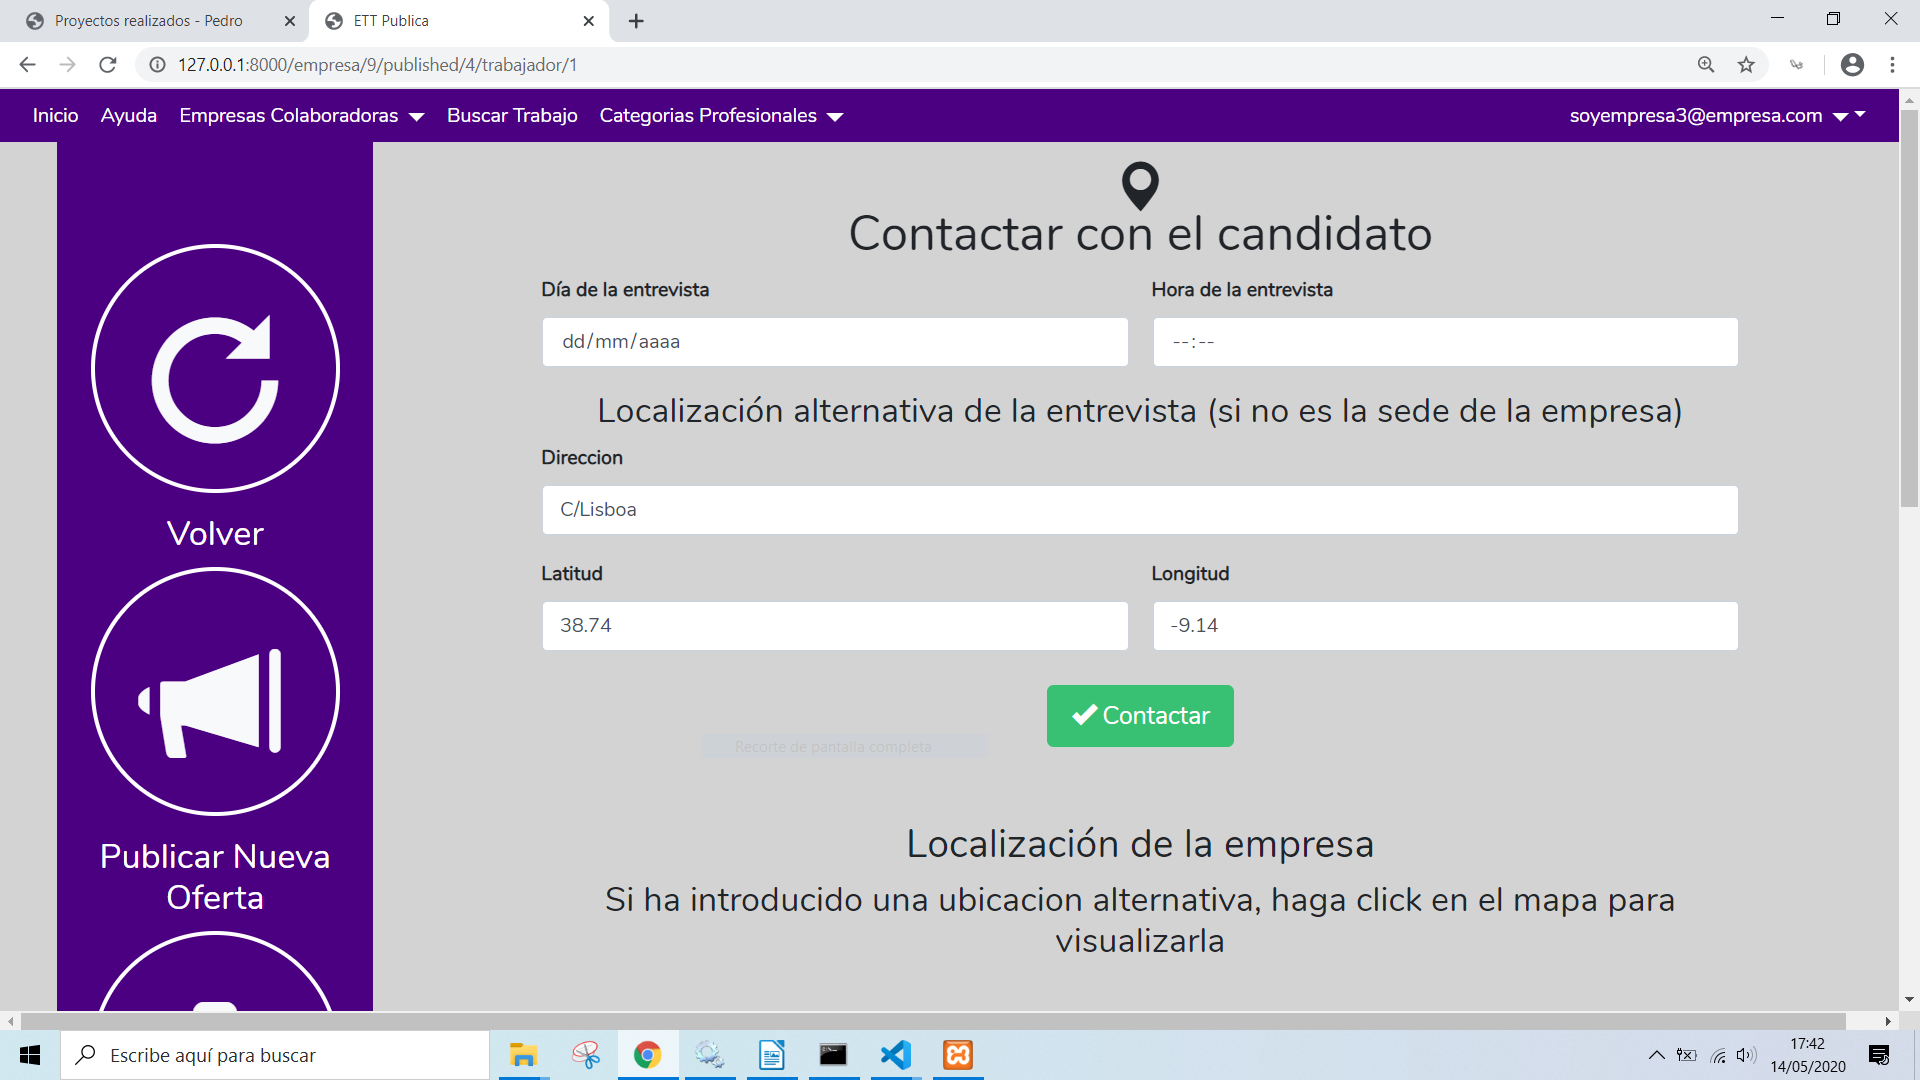 Proyectos realizados - Pedro
ETT Publica
127.0.0.1:8000/empresa/9/published/4/trabajador/1
Inicio
Ayuda
Empresas Colaboradoras
Buscar Trabajo
Categorias Profesionales
soyempresa3@empresa.com
Volver
Publicar Nueva
Oferta
Contactar con el candidato
Día de la entrevista
Hora de la entrevista
dd/mm/aaaa
--:--
Localización alternativa de la entrevista (si no es la sede de la empresa)
Direccion
C/Lisboa
Latitud
Longitud
38.74
-9.14
Contactar
Recorte de pantalla completa
Localización de la empresa
Si ha introducido una ubicacion alternativa, haga click en el mapa para
visualizarla
Escribe aquí para buscar
17:42
14/05/2020